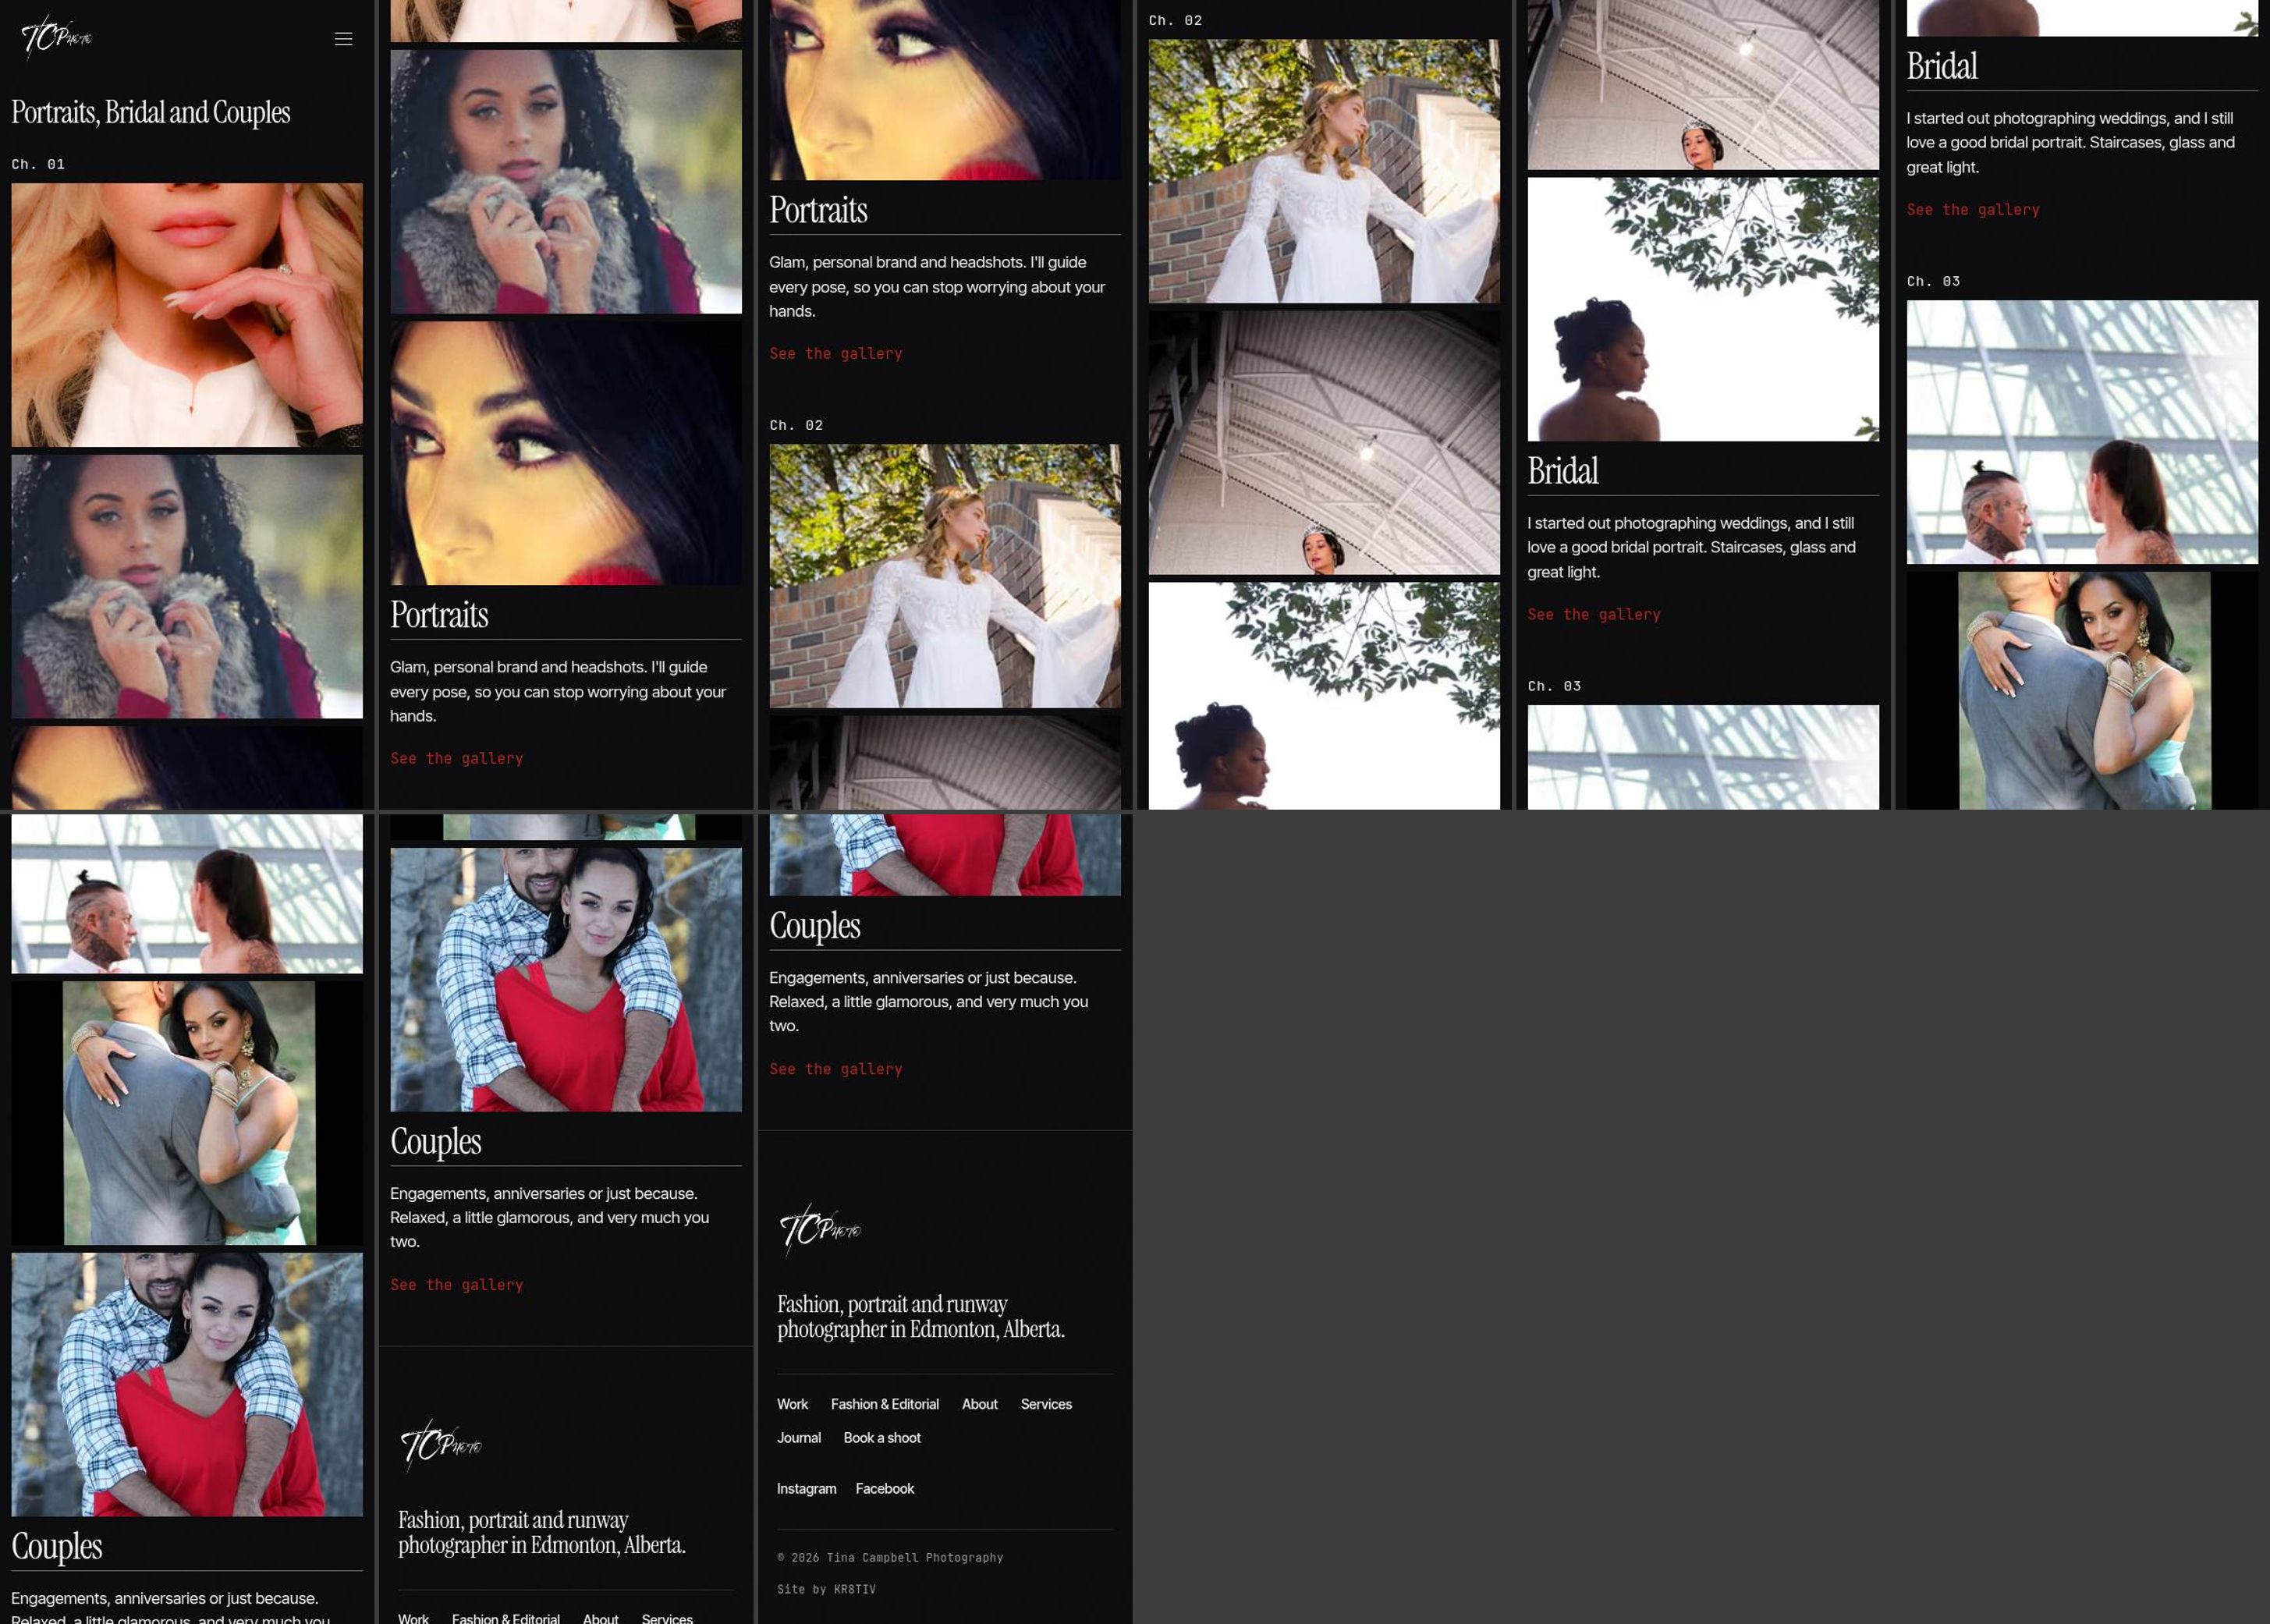 TCPhoto
Portraits, Bridal and Couples
Ch. 01
Portraits
Glam, personal brand and headshots. I'll guide
every pose, so you can stop worrying about your
hands.
See the gallery
Portraits
Glam, personal brand and headshots. I'll guide
every pose, so you can stop worrying about your
hands.
See the gallery
Ch. 02
Ch. 02
Bridal
I started out photographing weddings, and I still
love a good bridal portrait. Staircases, glass and
great light.
See the gallery
Ch. 03
Bridal
I started out photographing weddings, and I still
love a good bridal portrait. Staircases, glass and
great light.
See the gallery
Ch. 03
Couples
Engagements, anniversaries or just because.
Relaxed, a little glamorous, and very much you
Couples
Engagements, anniversaries or just because.
Relaxed, a little glamorous, and very much you
two.
See the gallery
TCPhoto
Fashion, portrait and runway
photographer in Edmonton, Alberta.
Work Fashion & Editorial About Services
Couples
Engagements, anniversaries or just because.
Relaxed, a little glamorous, and very much you
two.
See the gallery
TCPhoto
Fashion, portrait and runway
photographer in Edmonton, Alberta.
Work Fashion & Editorial About Services
Journal Book a shoot
Instagram Facebook
© 2026 Tina Campbell Photography
Site by KR8TIV